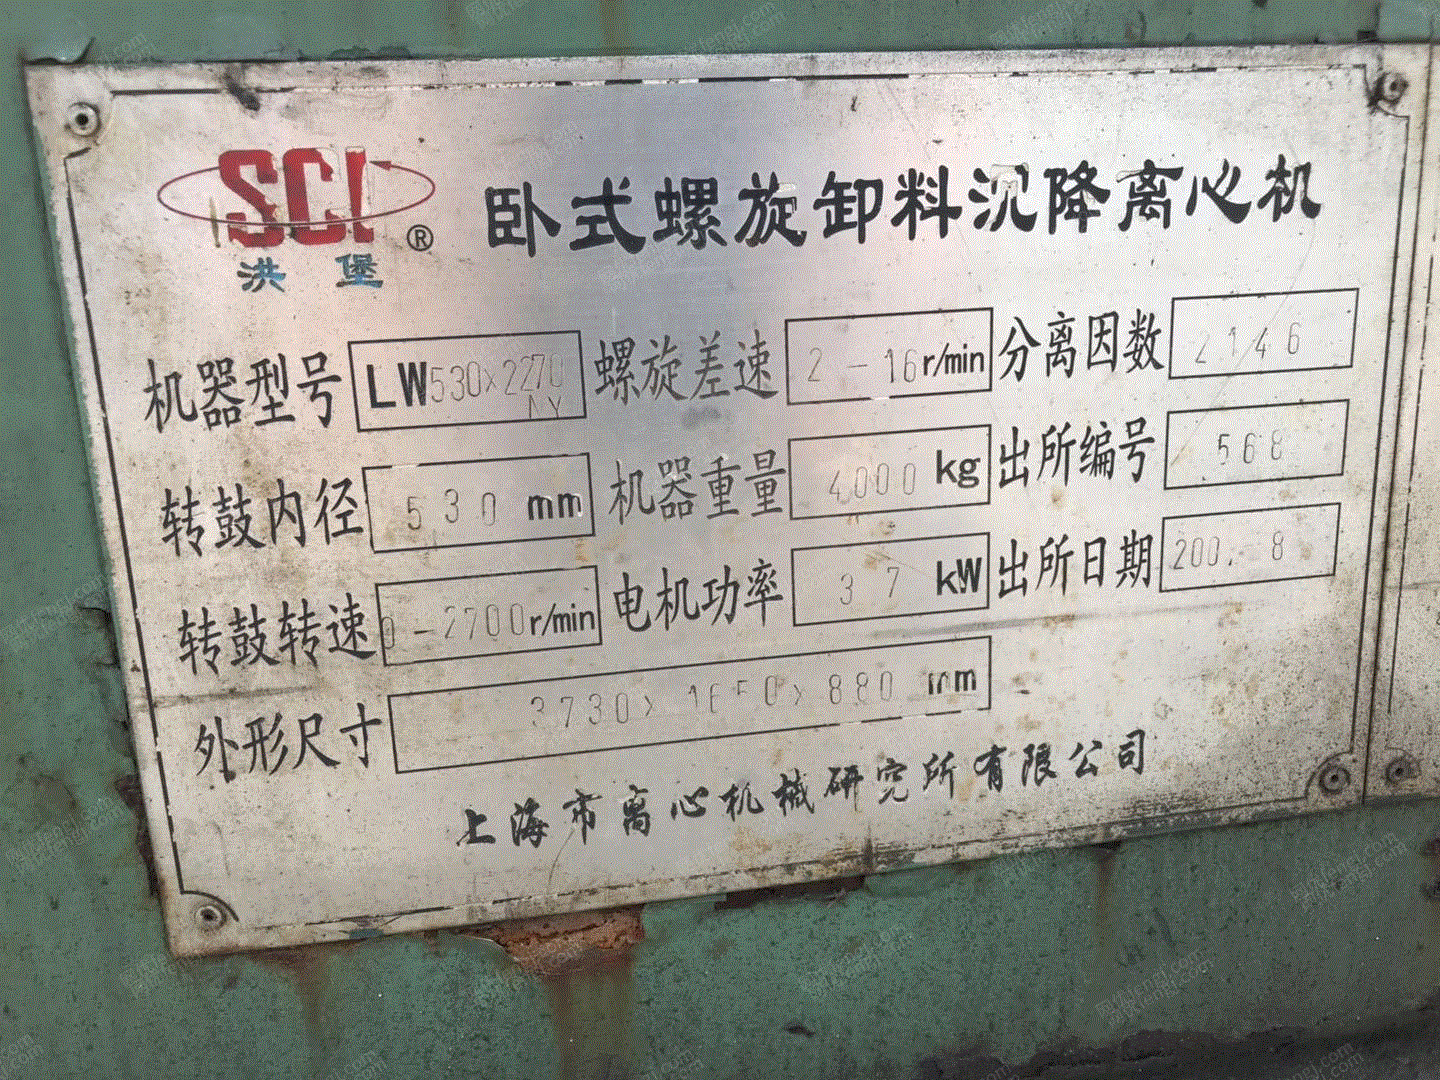 SCI ®
洪堡
卧式螺旋卸料沉降离心机
机器型号 LW530×2270 螺旋差速 2-16r/min 分离因数 2146
转鼓内径 530 mm 机器重量 4000 kg 出所编号 568
转鼓转速 0-2700r/min 电机功率 37 kW 出所日期 200. 8
外形尺寸 3730×1650×880 mm
上海市离心机械研究所有限公司